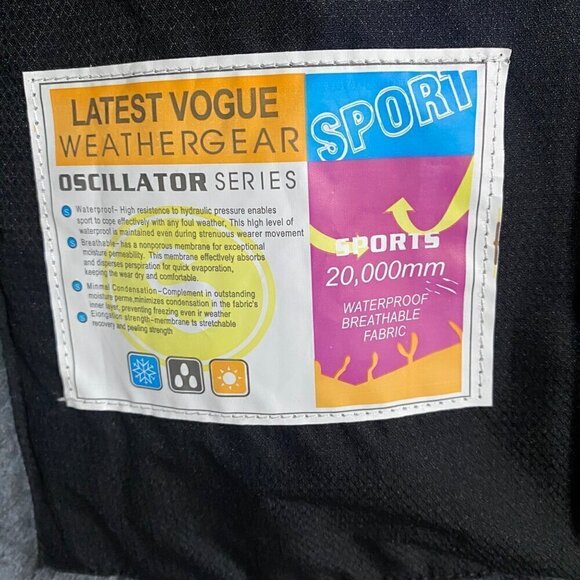 LATEST VOGUE
WEATHERGEAR
OSCILLATOR SERIES
Waterproof- High resistence to hydraulic pressure enables
sport to cope effectively with any foul weather, This high level of
waterproof is maintained even during strenuous wearer movement
Breathable- has a nonporous membrane for exceptional
moisture permeability. This membrane effectively absorbs
and disperses perspiration for quick evaporation,
keeping the wear dry and comfortable.
Minmal Condensation-Complement in outstanding
moisture perme,minimizes condensation in the fabric's
inner layer, preventing freezing even ir weather
Elongation strength-mermbrane ts stretchable
recovery and peeling strength
SPORT
SPORTS
20,000mm
WATERPROOF
BREATHABLE
FABRIC